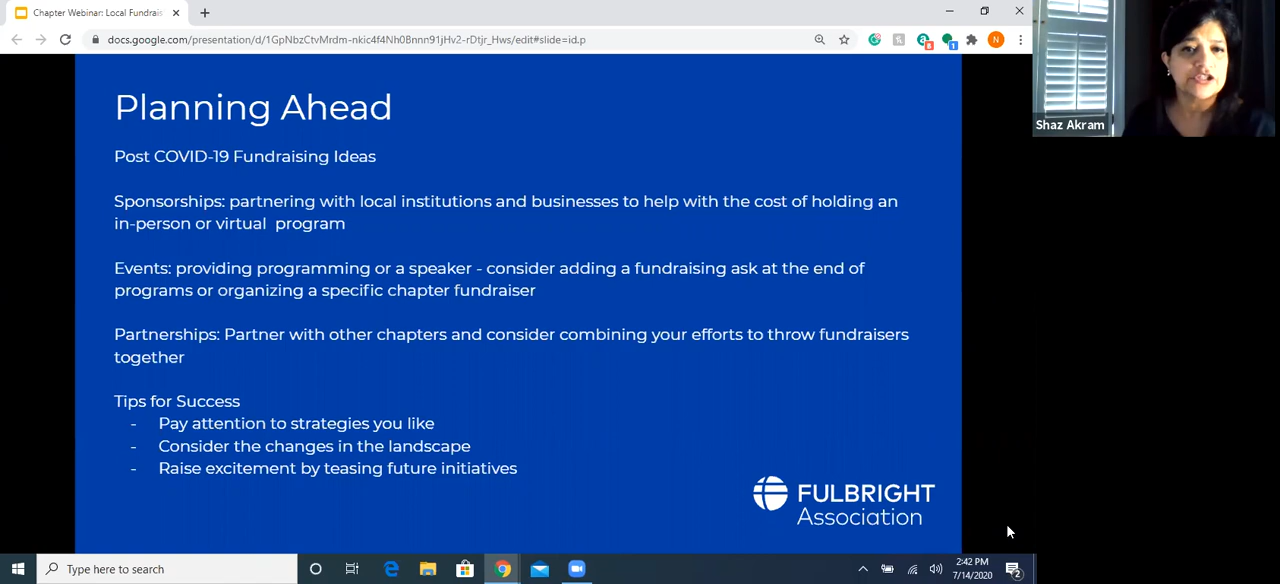 Chapter Webinar: Local Fundrais
docs.google.com/presentation/d/1GpNbzCtvMrdm-nkic4f4Nh0Bnnn91jHv2-rDtjr_Hws/edit#slide=id.p
8
1
N
Shaz Akram
Planning Ahead
Post COVID-19 Fundraising Ideas
Sponsorships: partnering with local institutions and businesses to help with the cost of holding an
in-person or virtual program
Events: providing programming or a speaker - consider adding a fundraising ask at the end of
programs or organizing a specific chapter fundraiser
Partnerships: Partner with other chapters and consider combining your efforts to throw fundraisers
together
Tips for Success
- Pay attention to strategies you like
- Consider the changes in the landscape
- Raise excitement by teasing future initiatives
FULBRIGHT
Association
Type here to search
2:42 PM
7/14/2020
2